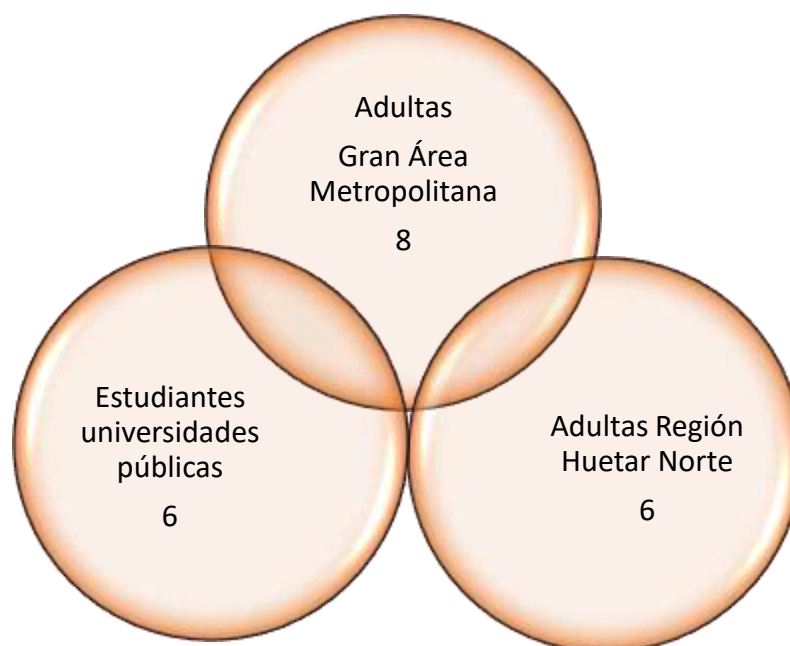 Adultas
Gran Área
Metropolitana
8
Estudiantes
universidades
públicas
6
Adultas Región
Huetar Norte
6